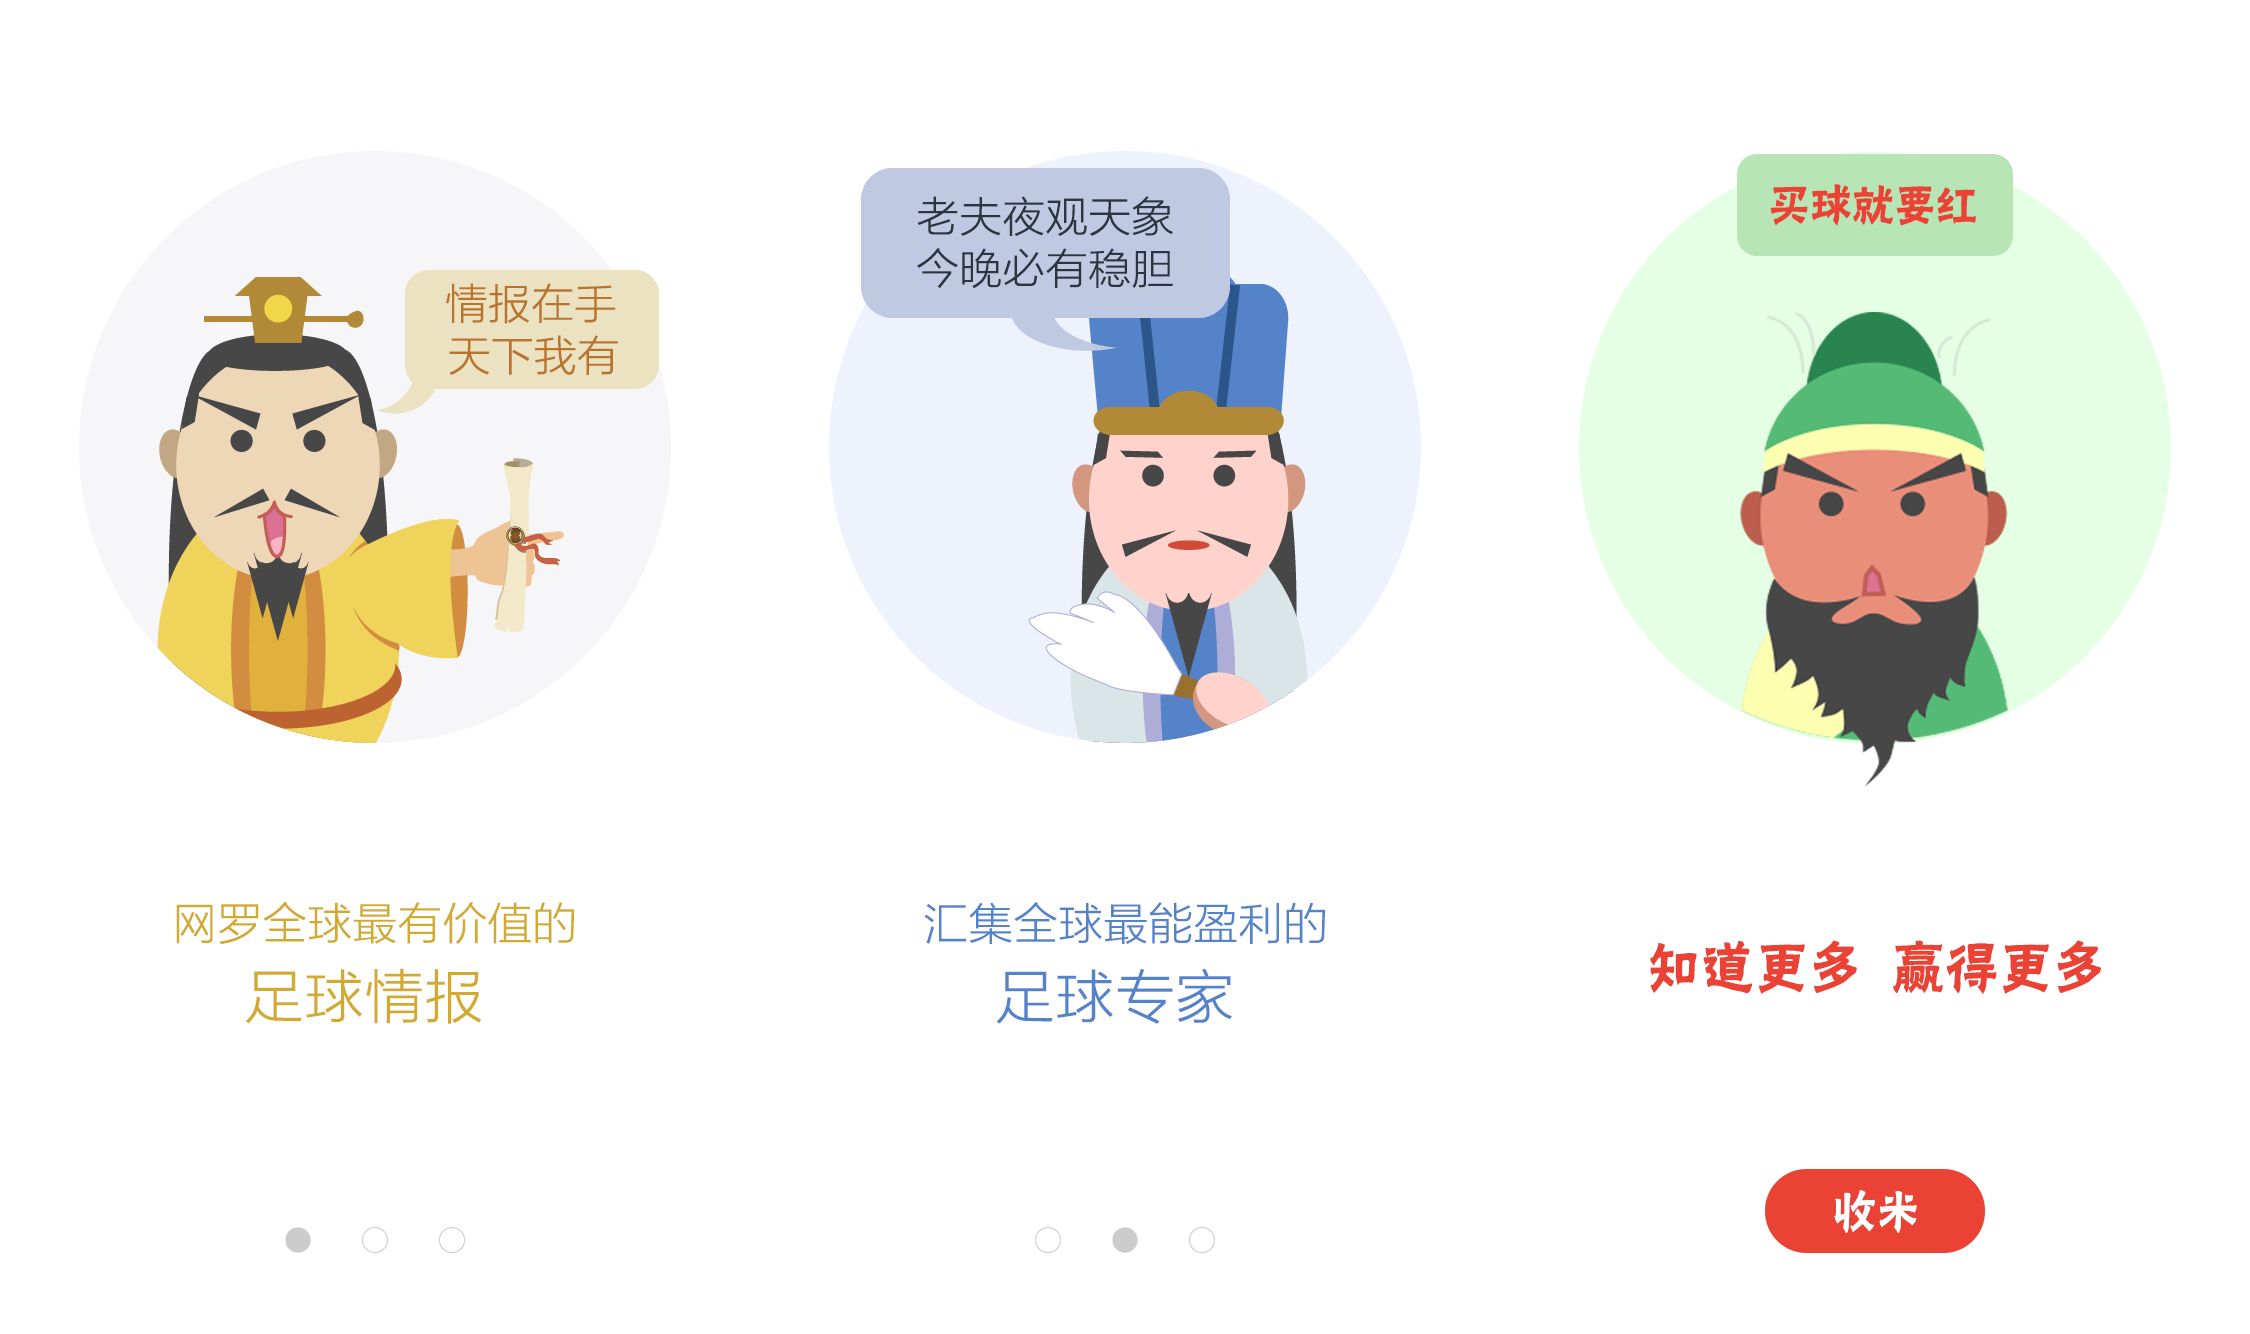 情报在手
天下我有
网罗全球最有价值的
足球情报
老夫夜观天象
今晚必有稳胆
汇集全球最能盈利的
足球专家
买球就要红
知道更多 赢得更多
收米